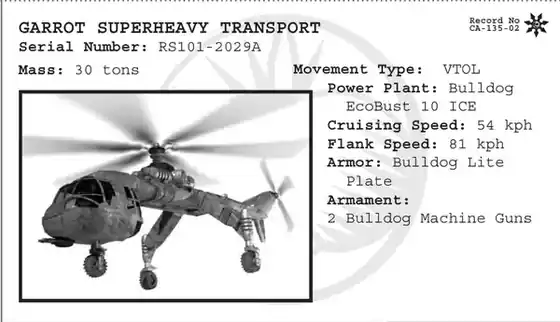 GARROT SUPERHEAVY TRANSPORT
Serial Number: RS101-2029A
Record No
CA-135-02
Mass: 30 tons
Movement Type: VTOL
Power Plant: Bulldog
EcoBust 10 ICE
Cruising Speed: 54 kph
Flank Speed: 81 kph
Armor: Bulldog Lite
Plate
Armament:
2 Bulldog Machine Guns